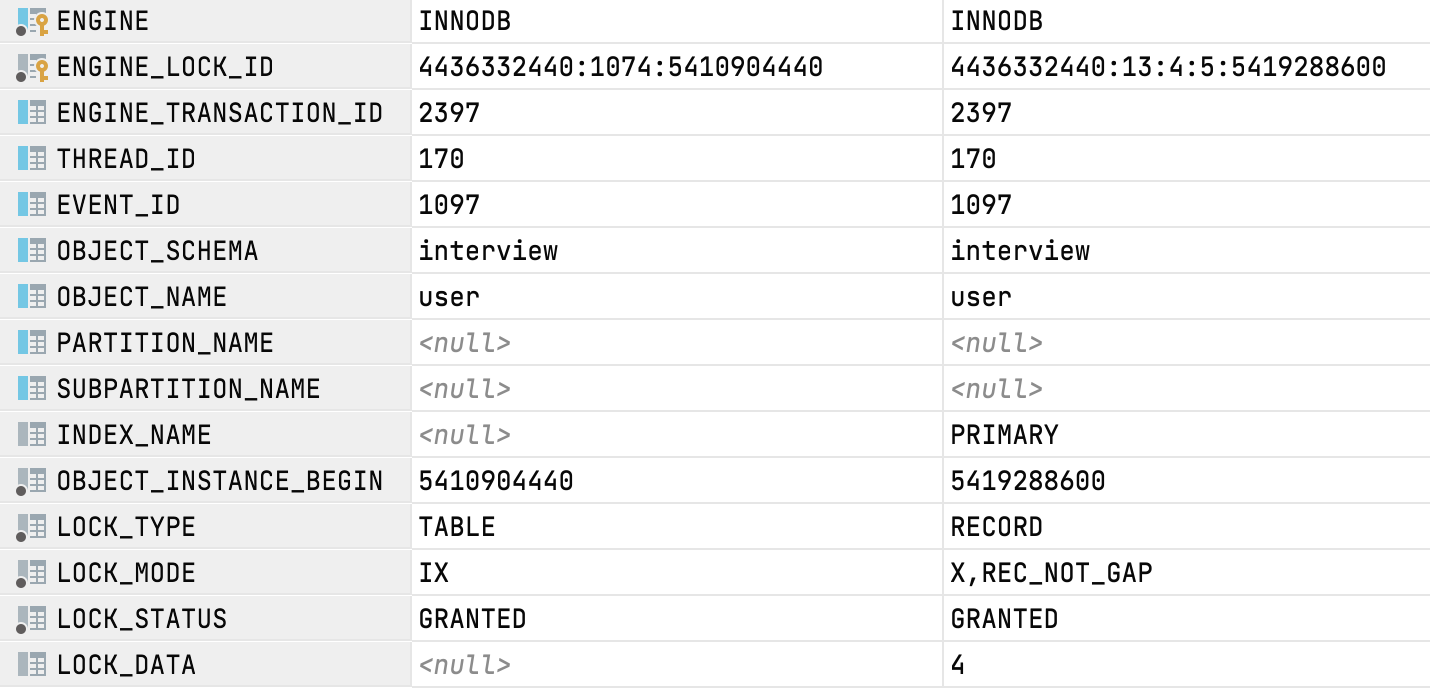 ENGINE INNODB INNODB
ENGINE_LOCK_ID 4436332440:1074:5410904440 4436332440:13:4:5:5419288600
ENGINE_TRANSACTION_ID 2397 2397
THREAD_ID 170 170
EVENT_ID 1097 1097
OBJECT_SCHEMA interview interview
OBJECT_NAME user user
PARTITION_NAME <null> <null>
SUBPARTITION_NAME <null> <null>
INDEX_NAME <null> PRIMARY
OBJECT_INSTANCE_BEGIN 5410904440 5419288600
LOCK_TYPE TABLE RECORD
LOCK_MODE IX X,REC_NOT_GAP
LOCK_STATUS GRANTED GRANTED
LOCK_DATA <null> 4